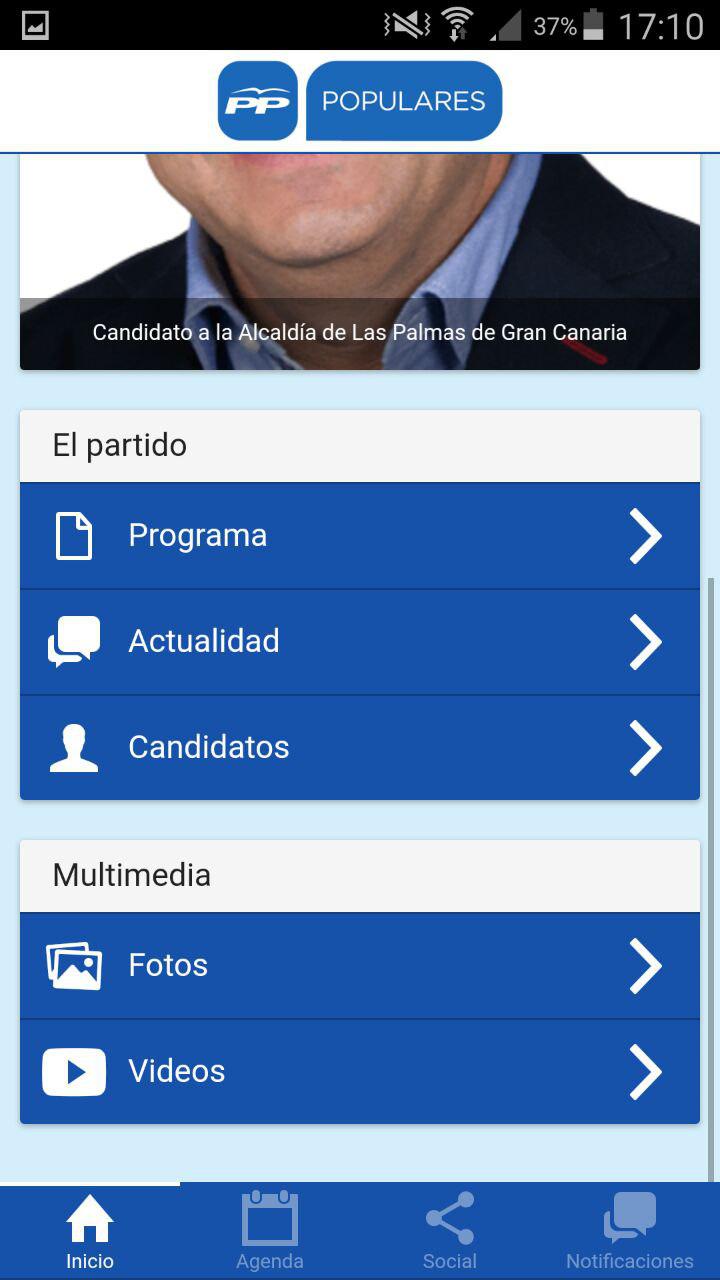 37% 17:10
PP POPULARES
Candidato a la Alcaldía de Las Palmas de Gran Canaria
El partido
Programa
Actualidad
Candidatos
Multimedia
Fotos
Videos
Inicio Agenda Social Notificaciones